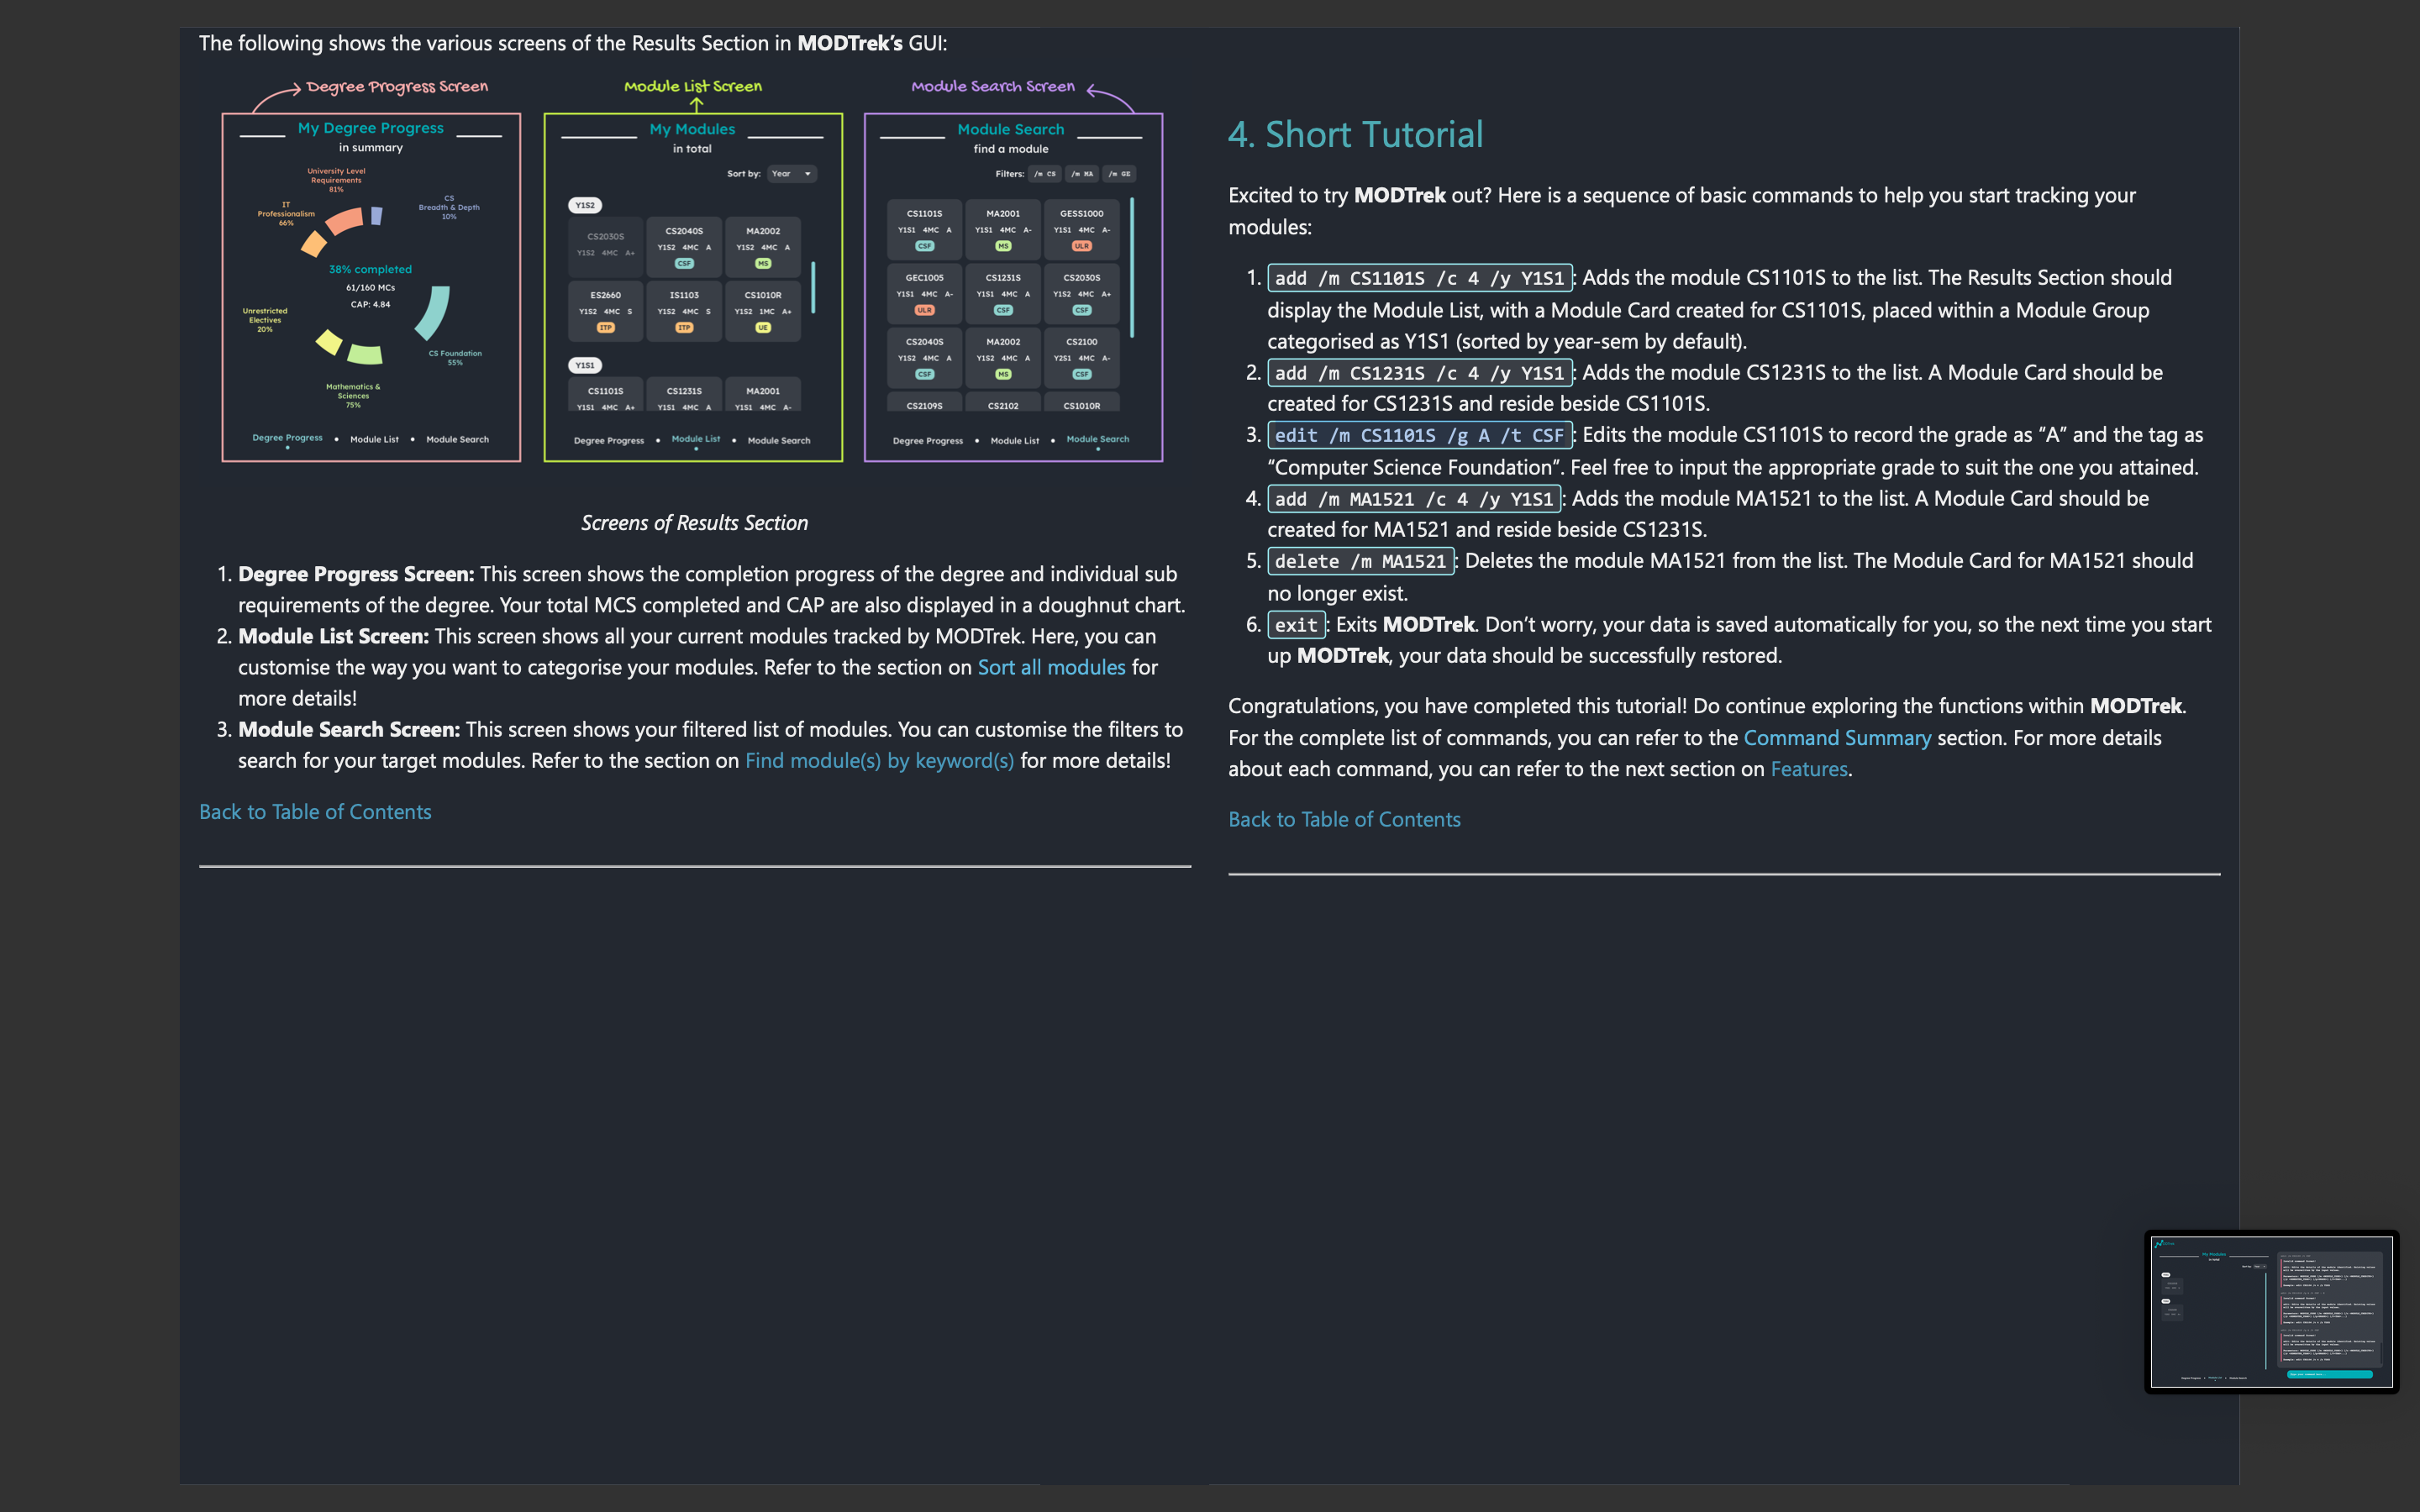 The following shows the various screens of the Results Section in MODTrek’s GUI:
Degree Progress Screen
My Degree Progress
in summary
University Level
Requirements
81%
IT
Professionalism
66%
CS
Breadth & Depth
10%
38% completed
61/160 MCs
CAP: 4.84
Unrestricted
Electives
20%
CS Foundation
55%
Mathematics &
Sciences
75%
Degree Progress • Module List • Module Search
Module List Screen
My Modules
in total
Sort by: Year
Y1S2
CS2030S CS2040S MA2002
Y1S2 4MC A+ Y1S2 4MC A Y1S2 4MC A
CSF MS
ES2660 IS1103 CS1010R
Y1S2 4MC S Y1S2 4MC S Y1S2 1MC A+
ITP ITP UE
Y1S1
CS1101S CS1231S MA2001
Y1S1 4MC A+ Y1S1 4MC A Y1S1 4MC A-
Degree Progress • Module List • Module Search
Module Search Screen
Module Search
find a module
Filters: /m CS /m MA /m GE
CS1101S MA2001 GESS1000
Y1S1 4MC A Y1S1 4MC A- Y1S1 4MC A-
CSF MS ULR
GEC1005 CS1231S CS2030S
Y1S1 4MC A- Y1S1 4MC A Y1S2 4MC A+
ULR CSF CSF
CS2040S MA2002 CS2100
Y1S2 4MC A Y1S2 4MC A Y2S1 4MC A-
CSF MS CSF
CS2109S CS2102 CS1010R
Degree Progress • Module List • Module Search
Screens of Results Section
1. Degree Progress Screen: This screen shows the completion progress of the degree and individual sub
requirements of the degree. Your total MCS completed and CAP are also displayed in a doughnut chart.
2. Module List Screen: This screen shows all your current modules tracked by MODTrek. Here, you can
customise the way you want to categorise your modules. Refer to the section on Sort all modules for
more details!
3. Module Search Screen: This screen shows your filtered list of modules. You can customise the filters to
search for your target modules. Refer to the section on Find module(s) by keyword(s) for more details!
Back to Table of Contents
4. Short Tutorial
Excited to try MODTrek out? Here is a sequence of basic commands to help you start tracking your
modules:
1. add /m CS1101S /c 4 /y Y1S1: Adds the module CS1101S to the list. The Results Section should
display the Module List, with a Module Card created for CS1101S, placed within a Module Group
categorised as Y1S1 (sorted by year-sem by default).
2. add /m CS1231S /c 4 /y Y1S1: Adds the module CS1231S to the list. A Module Card should be
created for CS1231S and reside beside CS1101S.
3. edit /m CS1101S /g A /t CSF: Edits the module CS1101S to record the grade as “A” and the tag as
“Computer Science Foundation”. Feel free to input the appropriate grade to suit the one you attained.
4. add /m MA1521 /c 4 /y Y1S1: Adds the module MA1521 to the list. A Module Card should be
created for MA1521 and reside beside CS1231S.
5. delete /m MA1521: Deletes the module MA1521 from the list. The Module Card for MA1521 should
no longer exist.
6. exit: Exits MODTrek. Don’t worry, your data is saved automatically for you, so the next time you start
up MODTrek, your data should be successfully restored.
Congratulations, you have completed this tutorial! Do continue exploring the functions within MODTrek.
For the complete list of commands, you can refer to the Command Summary section. For more details
about each command, you can refer to the next section on Features.
Back to Table of Contents
My Modules
in total